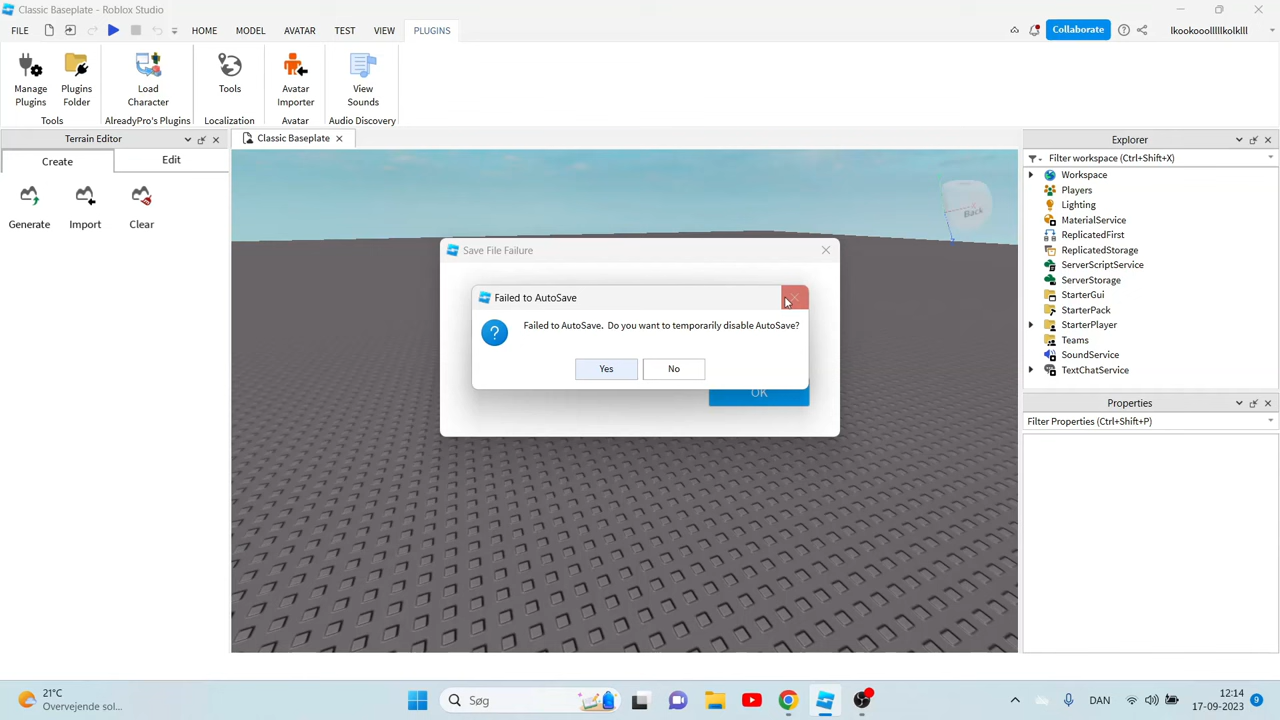 Classic Baseplate - Roblox Studio
FILE HOME MODEL AVATAR TEST VIEW PLUGINS Collaborate lkookooolllllkolklll
Manage Plugins
Plugins Folder
Load Character
Tools
Avatar Importer
View Sounds
Tools AlreadyPro's Plugins Localization Avatar Audio Discovery
Terrain Editor
Classic Baseplate
Explorer
Create Edit
Filter workspace (Ctrl+Shift+X)
Generate Import Clear
Workspace
Players
Lighting
MaterialService
ReplicatedFirst
ReplicatedStorage
ServerScriptService
ServerStorage
StarterGui
StarterPack
StarterPlayer
Teams
SoundService
TextChatService
Back
Save File Failure
Failed to AutoSave
Failed to AutoSave. Do you want to temporarily disable AutoSave?
Yes No
OK
Properties
Filter Properties (Ctrl+Shift+P)
21°C
Overvejende sol...
Søg
DAN
12:14
17-09-2023
9